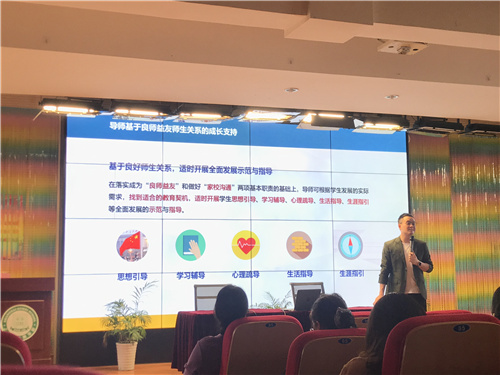 导师基于良师益友师生关系的成长支持
基于良好师生关系，适时开展全面发展示范与指导
在落实成为“良师益友”和做好“家校沟通”两项基本职责的基础上，导师可根据学生发展的实际
需求，找到适合的教育契机，适时开展学生思想引导、学习辅导、心理疏导、生活指导、生涯指引
等全面发展的示范与指导。
思想引导 学习辅导 心理疏导 生活指导 生涯指引